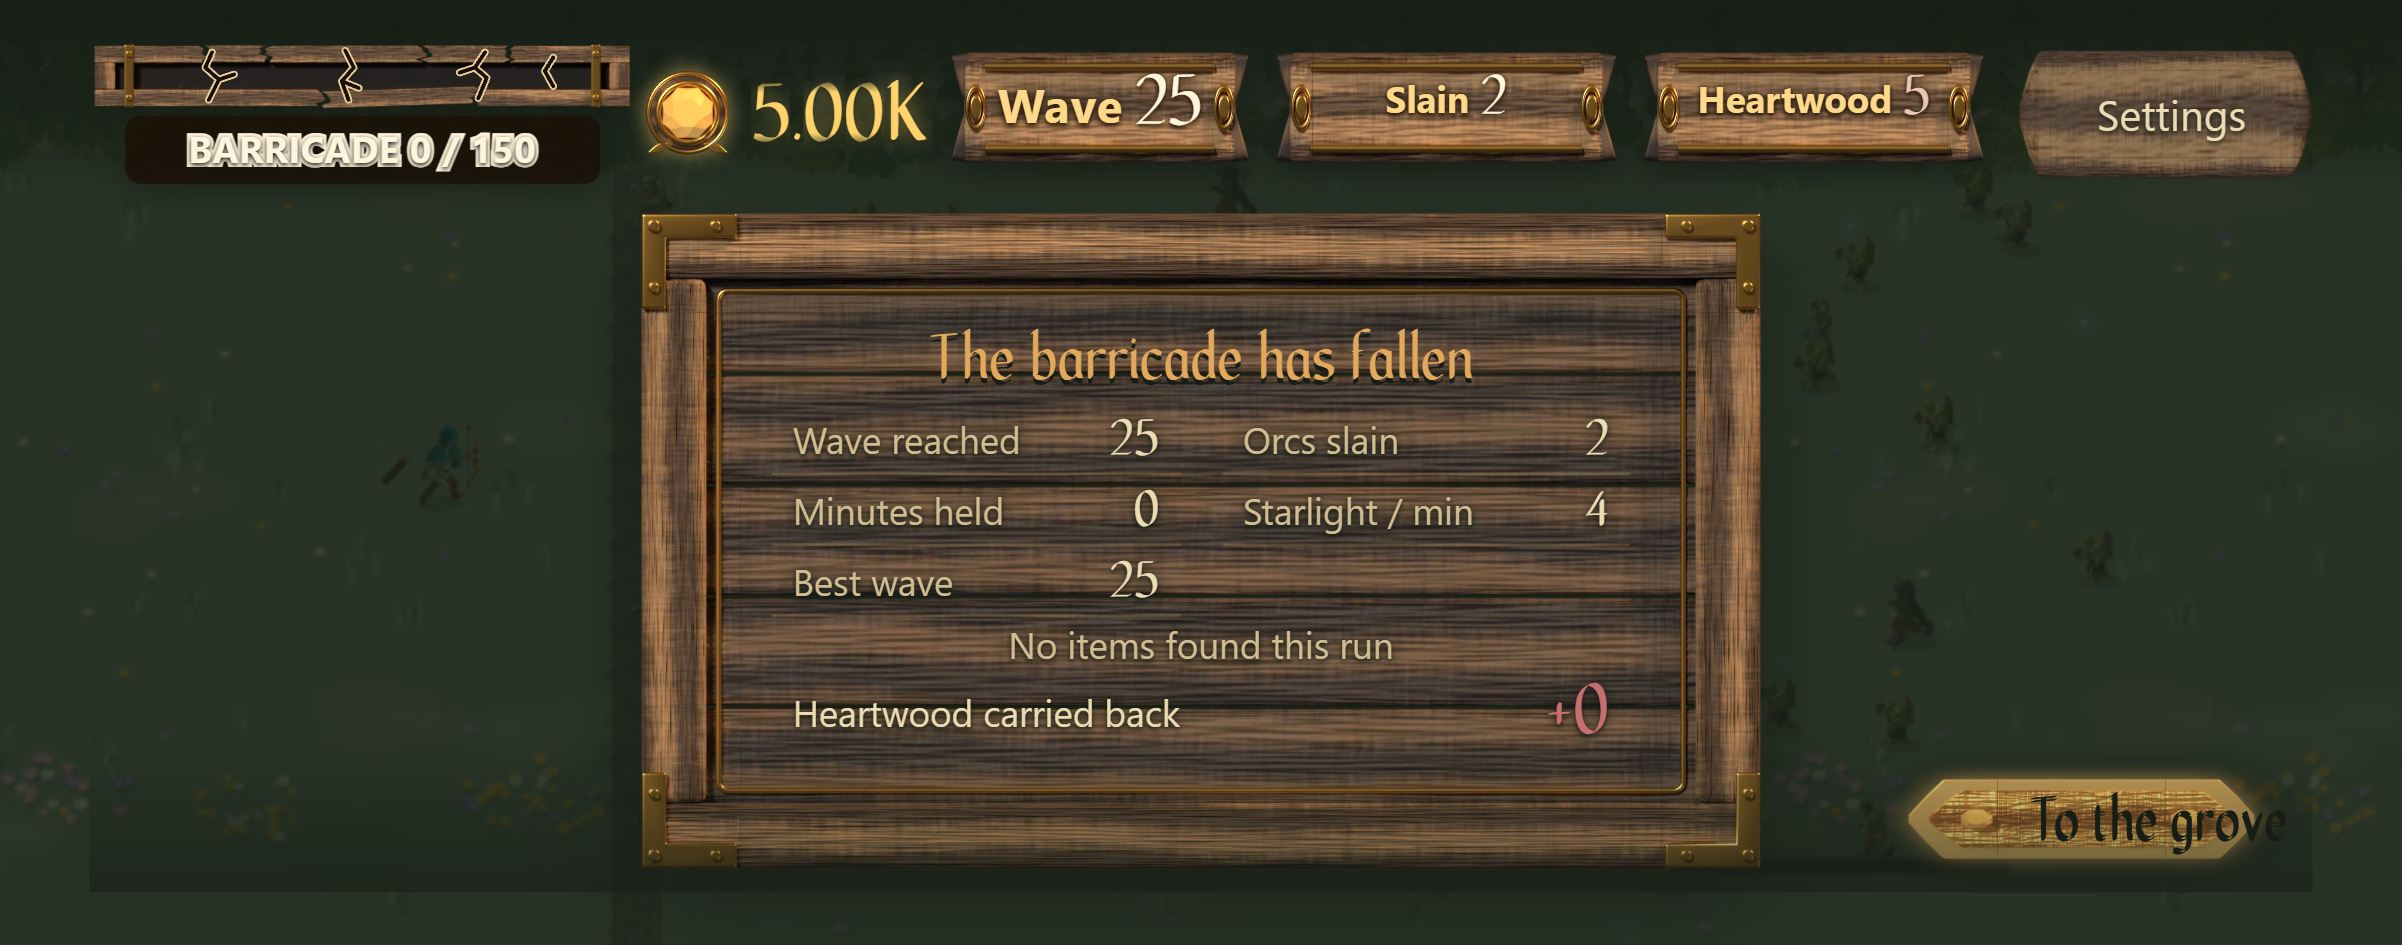 BARRICADE 0 / 150
5.00K
Wave 25
Slain 2
Heartwood 5
Settings
The barricade has fallen
Wave reached 25
Orcs slain 2
Minutes held 0
Starlight / min 4
Best wave 25
No items found this run
Heartwood carried back +0
To the grove